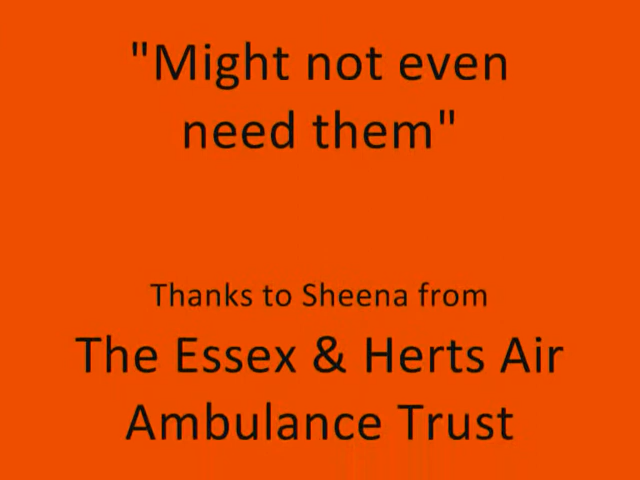 "Might not even
need them"
Thanks to Sheena from
The Essex & Herts Air
Ambulance Trust